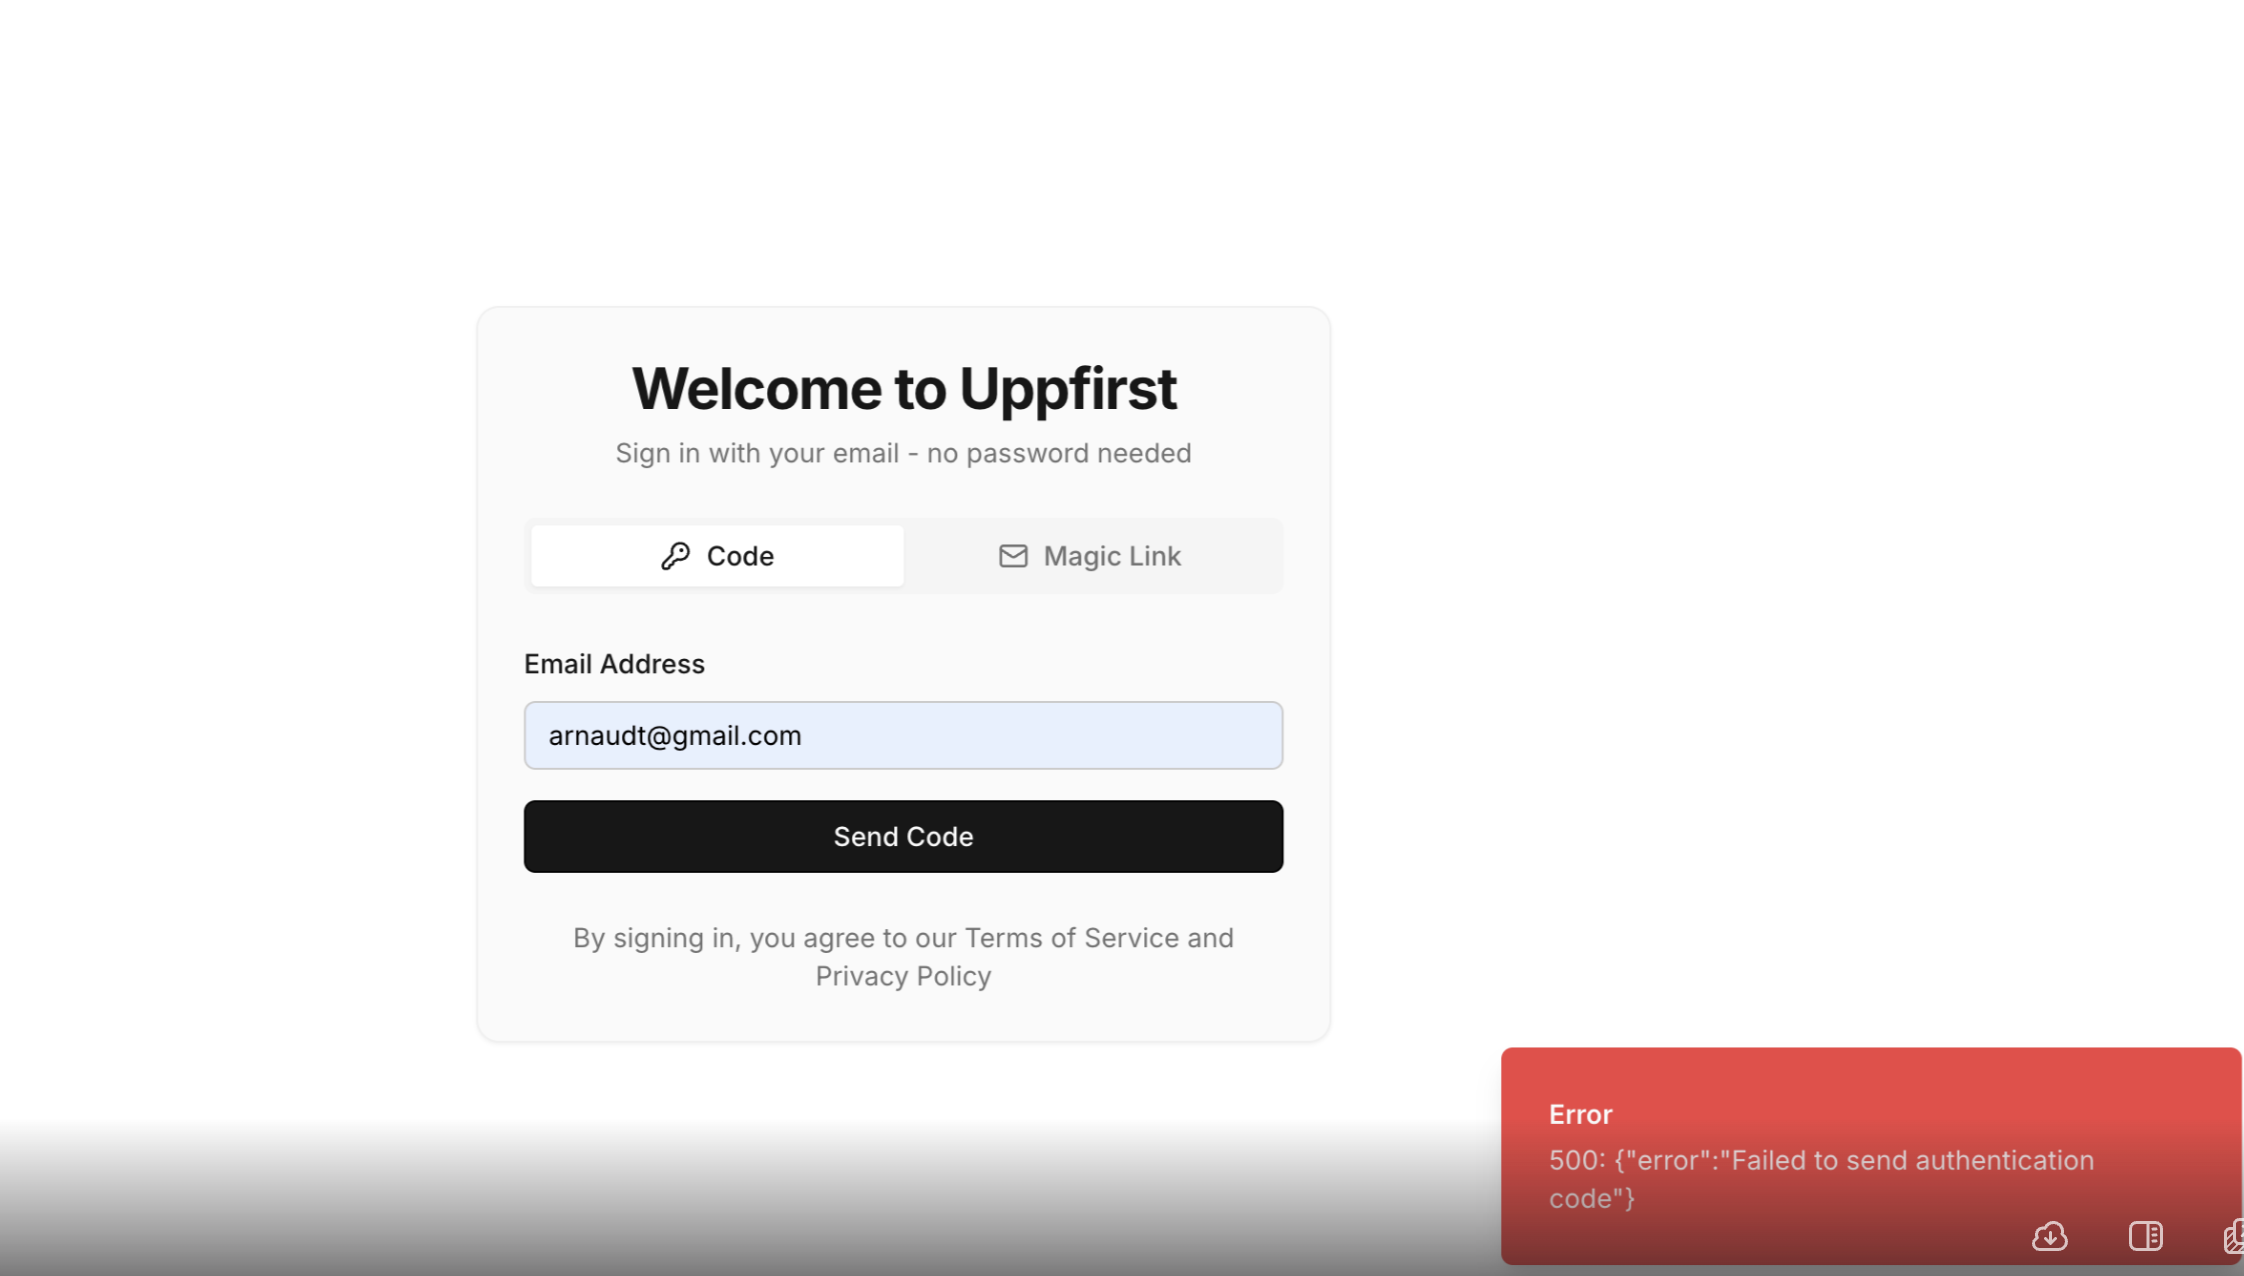 Welcome to Uppfirst
Sign in with your email - no password needed
Code
Magic Link
Email Address
arnaudt@gmail.com
Send Code
By signing in, you agree to our Terms of Service and
Privacy Policy
Error
500: {"error":"Failed to send authentication
code"}